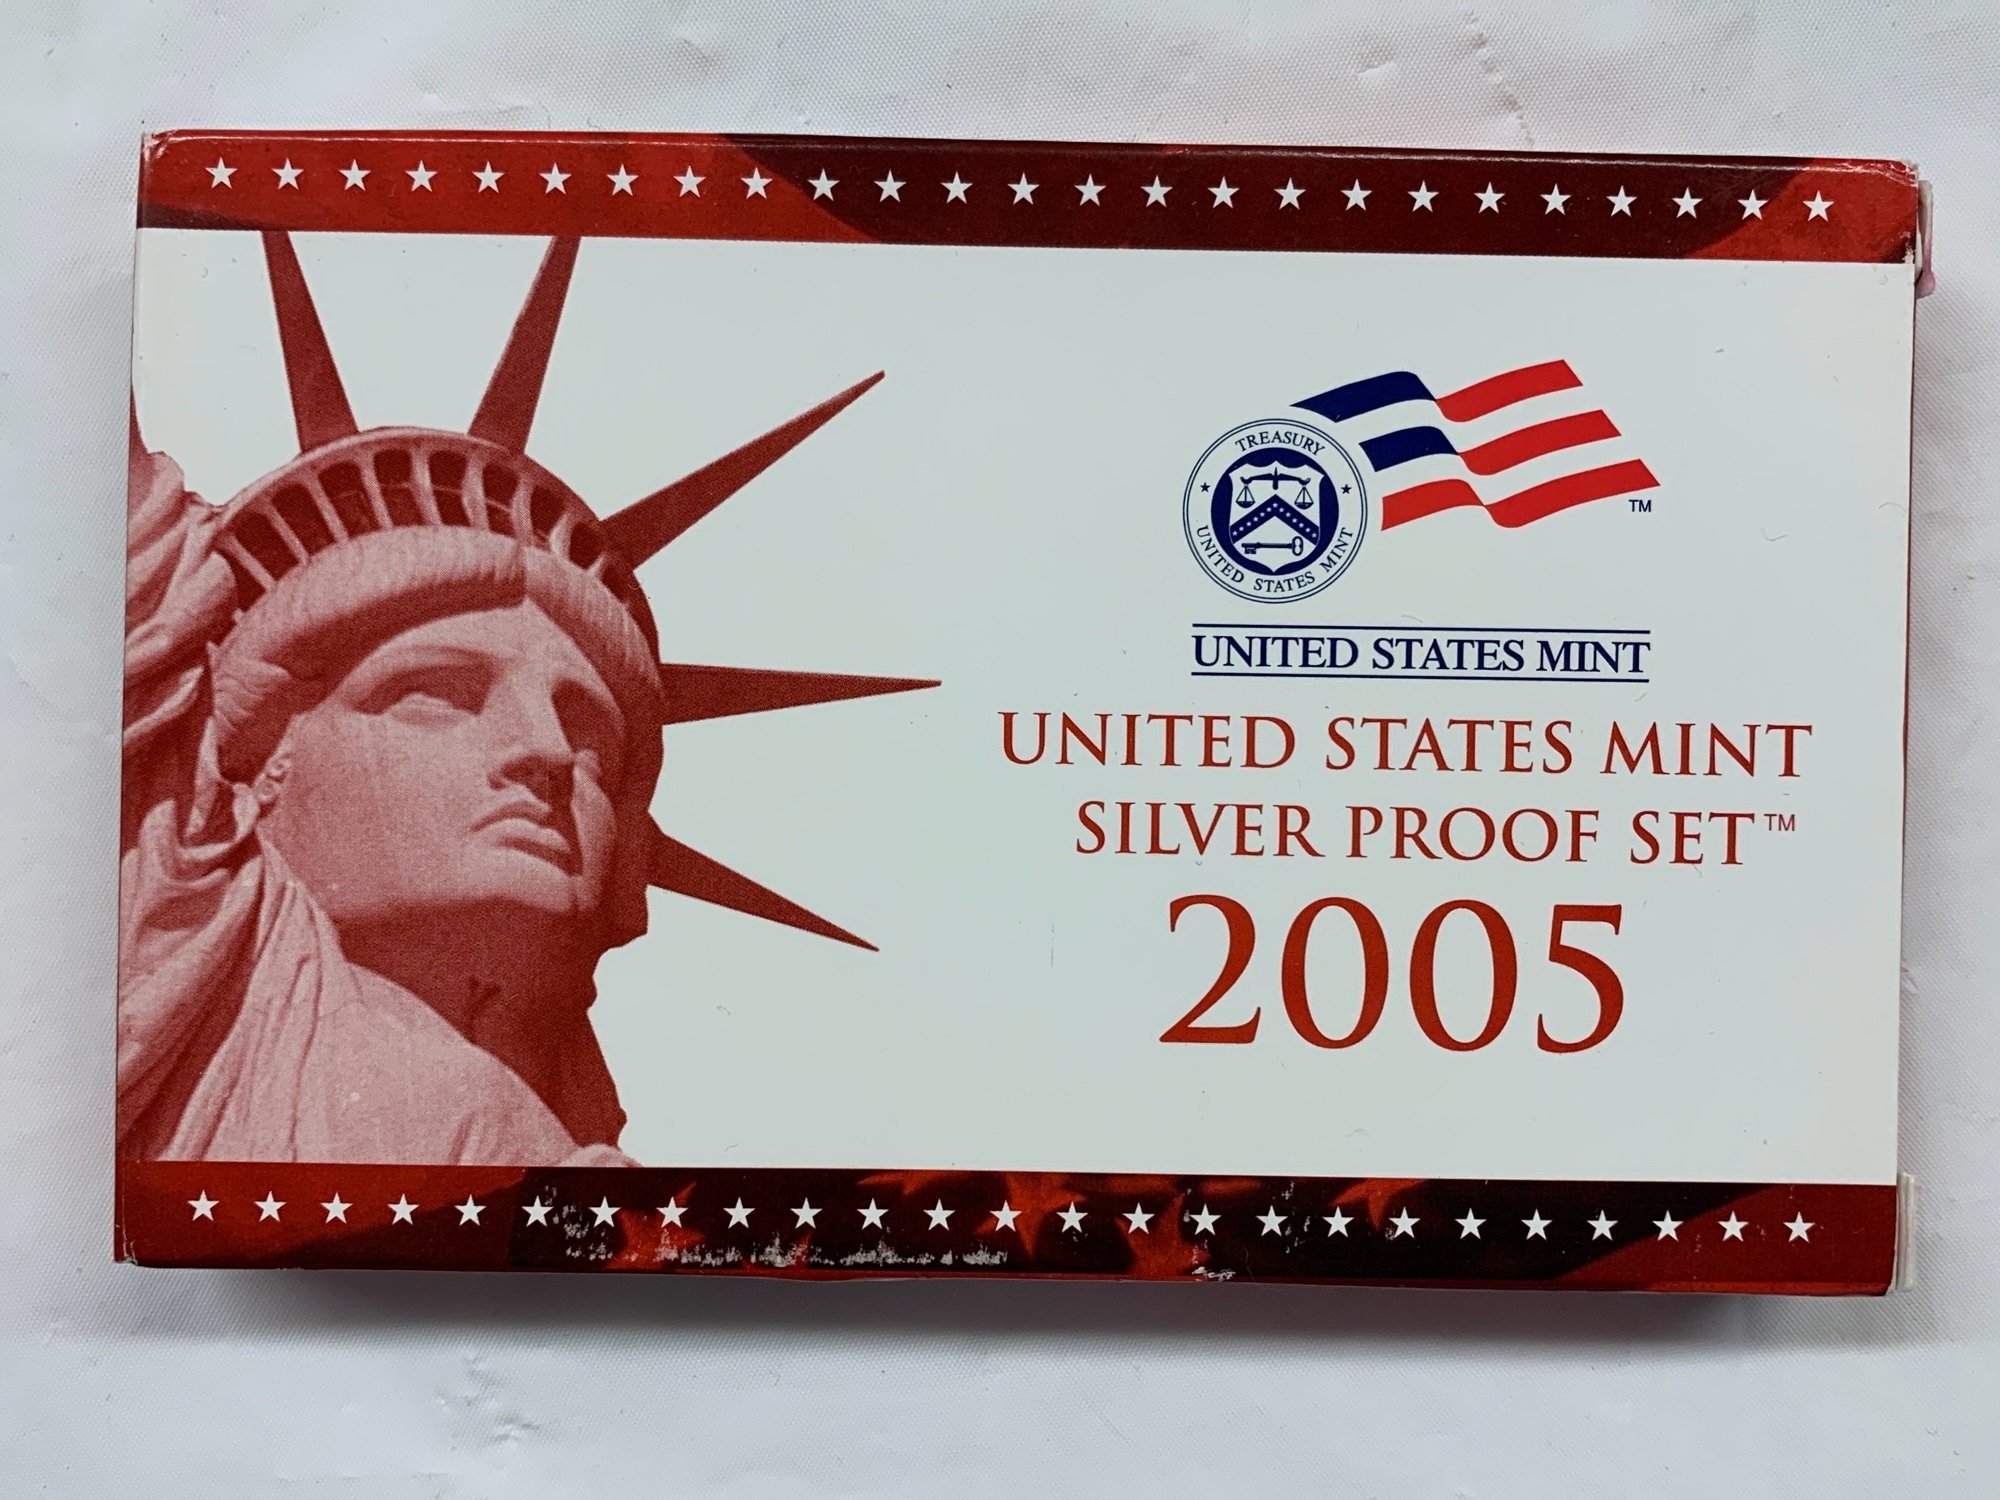 TREASURY
UNITED STATES MINT
TM
UNITED STATES MINT
UNITED STATES MINT
SILVER PROOF SET™
2005